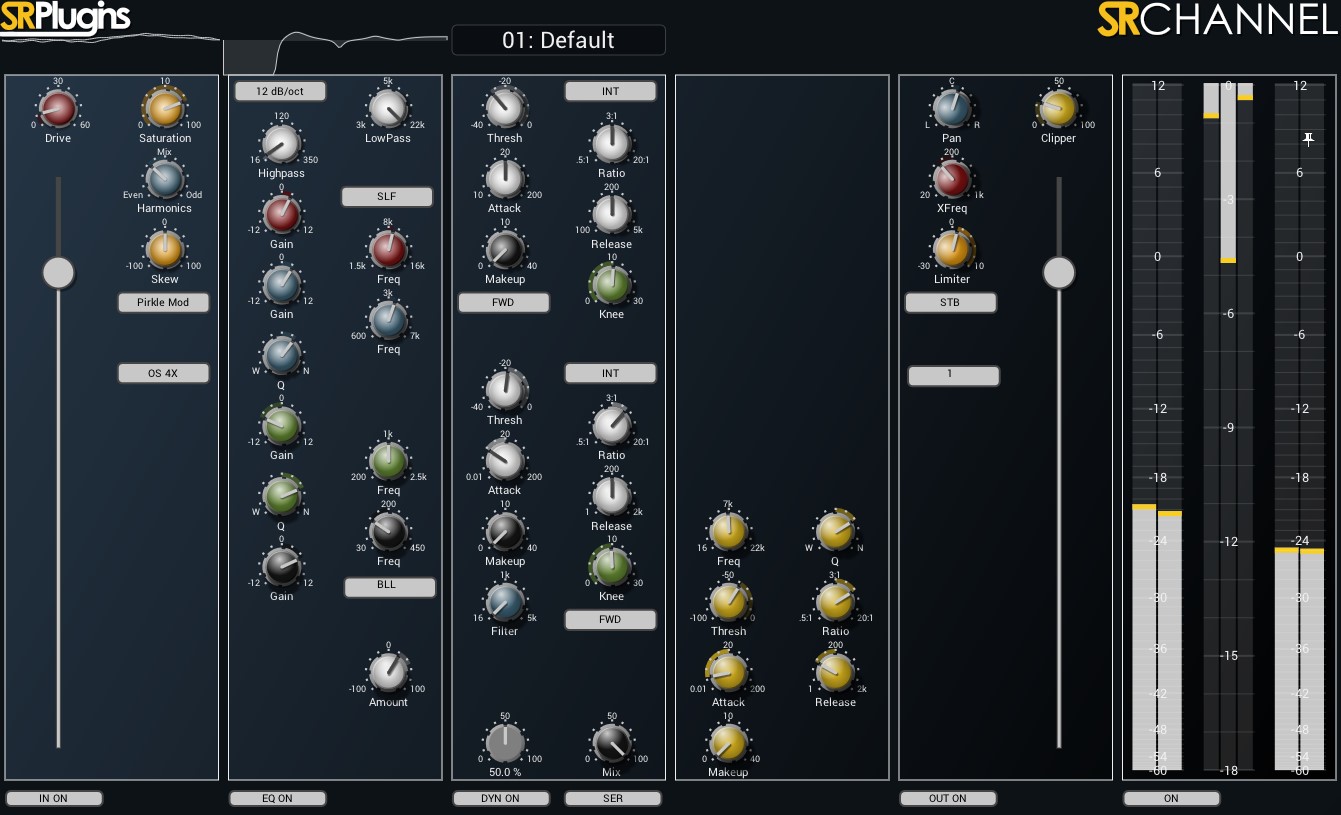 SRPlugins
01: Default
SRCHANNEL
30
0 60
Drive
10
0 100
Saturation
Mix
Even Odd
Harmonics
0
-100 100
Skew
Pirkle Mod
OS 4X
IN ON
12 dB/oct
5k
3k 22k
LowPass
120
16 350
Highpass
SLF
0
-12 12
Gain
8k
1.5k 16k
Freq
0
-12 12
Gain
3k
600 7k
Freq
W N
Q
0
-12 12
Gain
1k
200 2.5k
Freq
W N
Q
200
30 450
Freq
0
-12 12
Gain
BLL
0
-100 100
Amount
EQ ON
-20
-40 0
Thresh
INT
3:1
.5:1 20:1
Ratio
20
10 200
Attack
200
100 5k
Release
10
0 40
Makeup
10
0 30
Knee
FWD
-20
-40 0
Thresh
INT
3:1
.5:1 20:1
Ratio
20
0.01 200
Attack
200
1 2k
Release
10
0 40
Makeup
10
0 30
Knee
1k
16 5k
Filter
FWD
50
0 100
50.0 %
50
0 100
Mix
DYN ON
SER
7k
16 22k
Freq
W N
Q
-50
-100 0
Thresh
3:1
.5:1 20:1
Ratio
20
0.01 200
Attack
200
1 2k
Release
10
0 40
Makeup
C
L R
Pan
50
0 100
Clipper
200
20 1k
XFreq
0
-30 10
Limiter
STB
1
OUT ON
12 0 12
6 -3 6
0 0
-6 -6 -6
-12 -9 -12
-18 -18
-24 -12 -24
-30 -30
-36 -15 -36
-42 -42
-48 -48
-54 -54
-60 -18 -60
ON